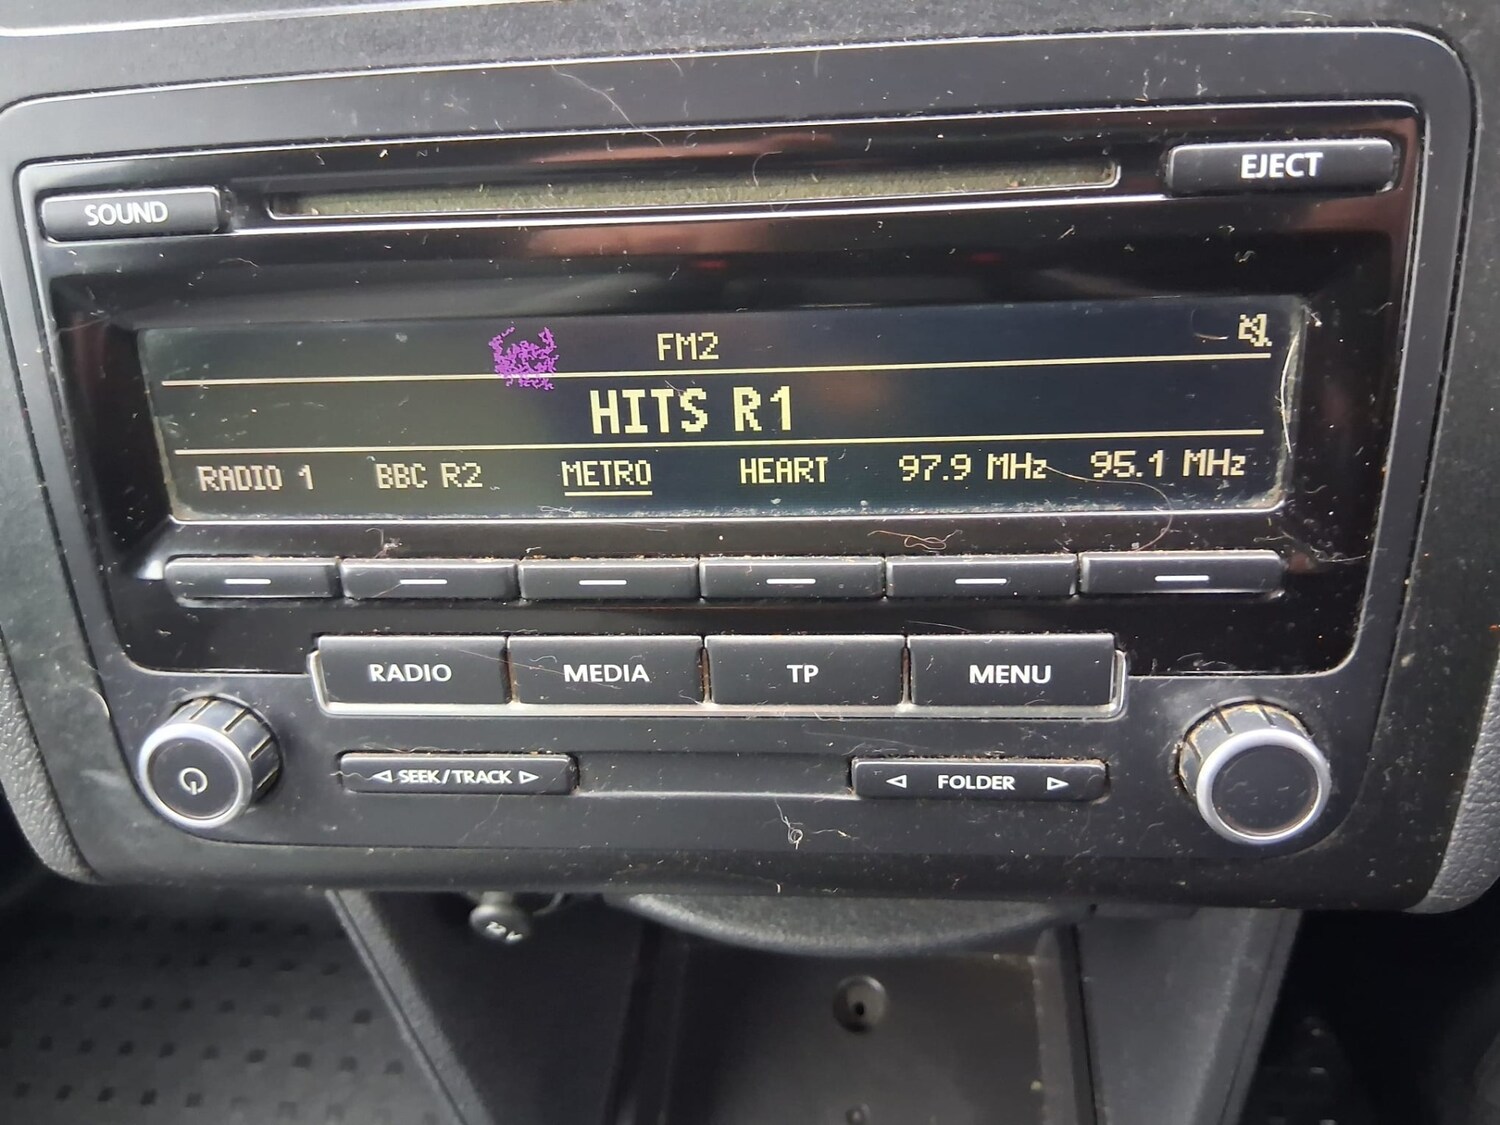 SOUND
EJECT
FM2
HITS R1
RADIO 1 BBC R2 METRO HEART 97.9 MHz 95.1 MHz
RADIO MEDIA TP MENU
SEEK/TRACK FOLDER
12V